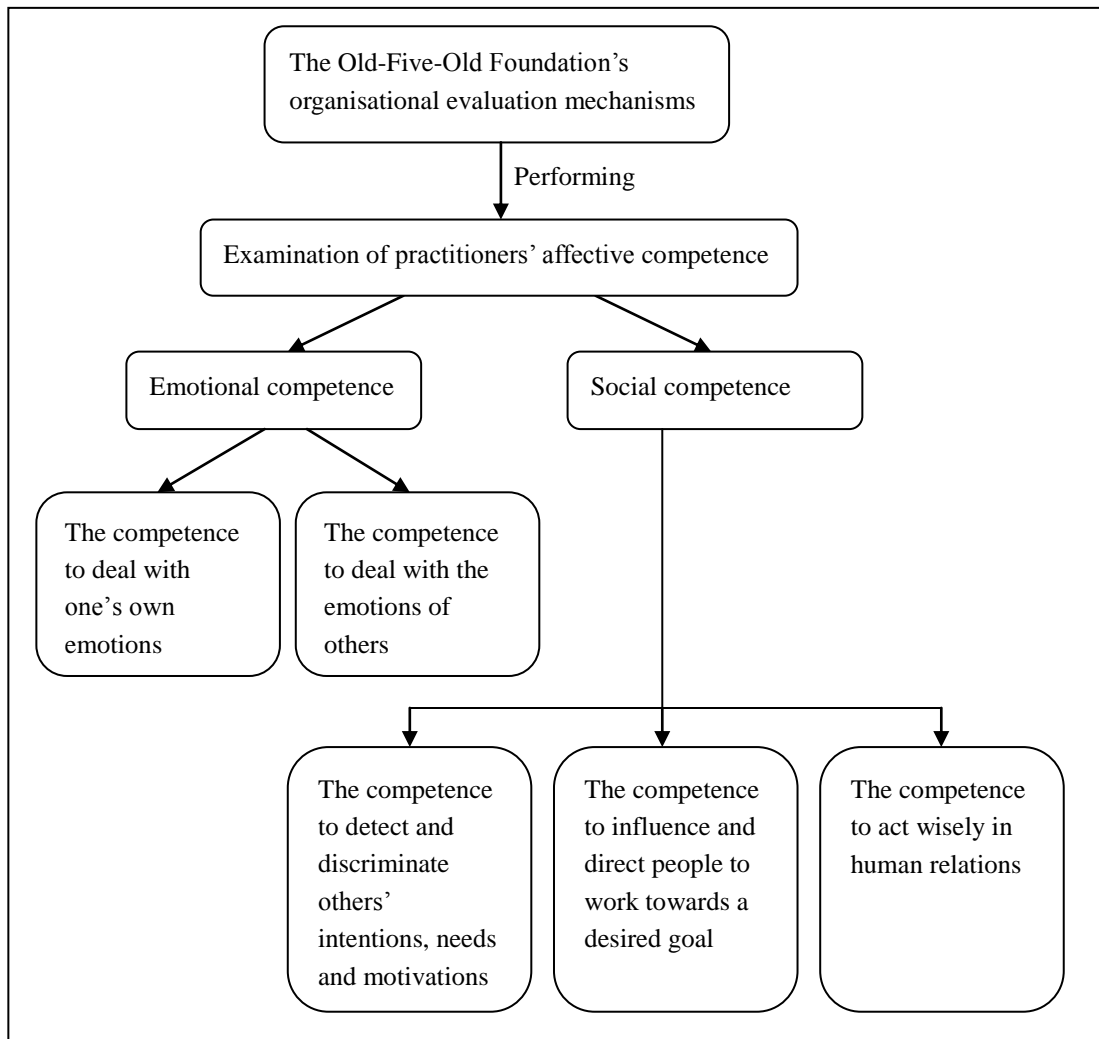 The Old-Five-Old Foundation’s
organisational evaluation mechanisms
Performing
Examination of practitioners’ affective competence
Emotional competence
Social competence
The competence
to deal with
one’s own
emotions
The competence
to deal with the
emotions of
others
The competence
to detect and
discriminate
others’
intentions, needs
and motivations
The competence
to influence and
direct people to
work towards a
desired goal
The competence
to act wisely in
human relations